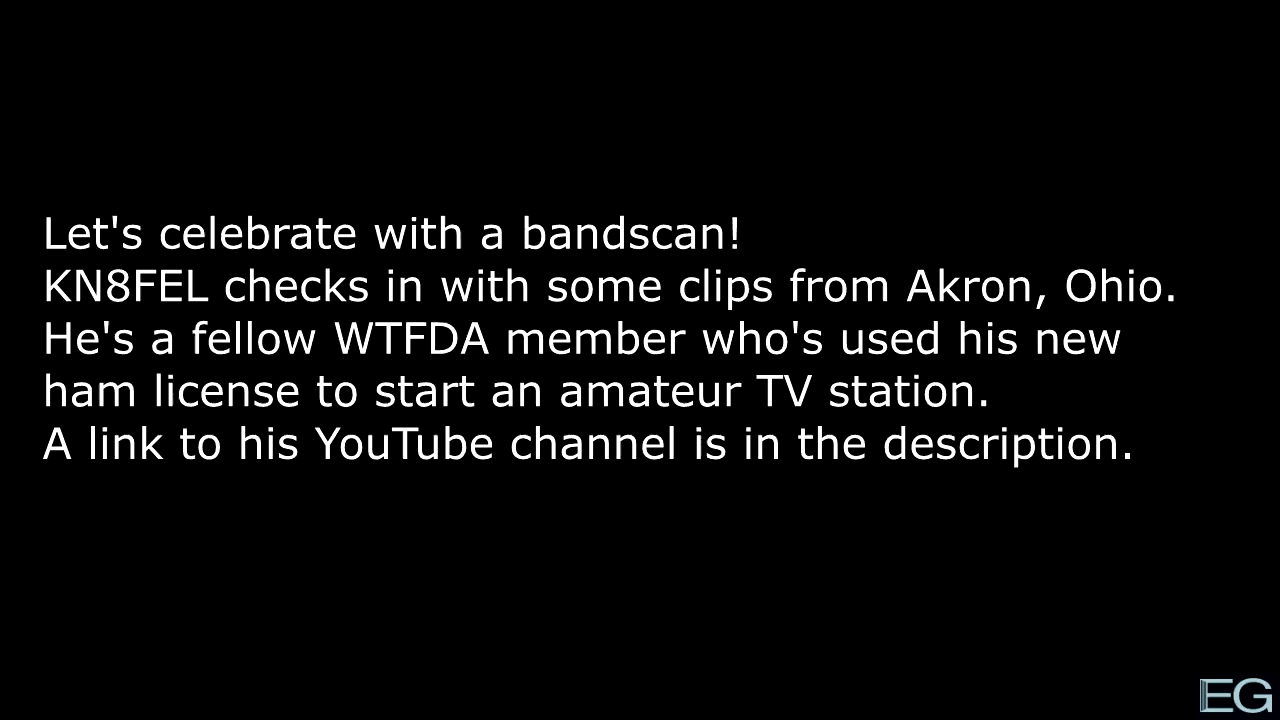 Let's celebrate with a bandscan!
KN8FEL checks in with some clips from Akron, Ohio.
He's a fellow WTFDA member who's used his new
ham license to start an amateur TV station.
A link to his YouTube channel is in the description.
EG